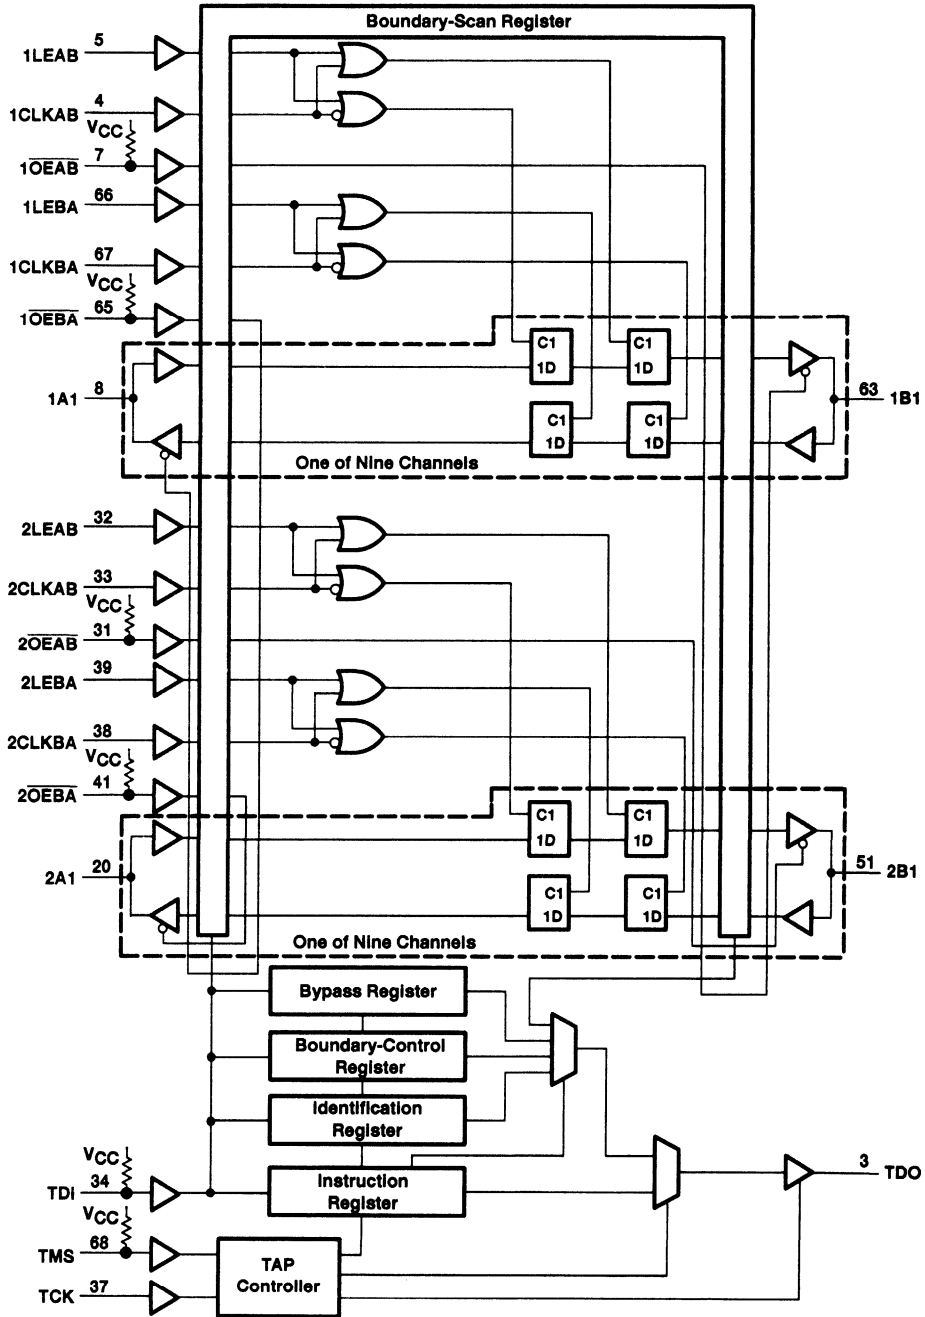 Boundary-Scan Register
1LEAB 5
1CLKAB 4
VCC
1OEAB 7
1LEBA 66
1CLKBA 67
VCC
1OEBA 65
C1 C1
1D 1D
1A1 8
63 1B1
C1 C1
1D 1D
One of Nine Channels
2LEAB 32
2CLKAB 33
VCC
2OEAB 31
2LEBA 39
2CLKBA 38
VCC
2OEBA 41
C1 C1
1D 1D
2A1 20
51 2B1
C1 C1
1D 1D
One of Nine Channels
Bypass Register
Boundary-Control
Register
Identification
Register
VCC
TDI 34
Instruction
Register
3 TDO
VCC
TMS 68
TAP
Controller
TCK 37